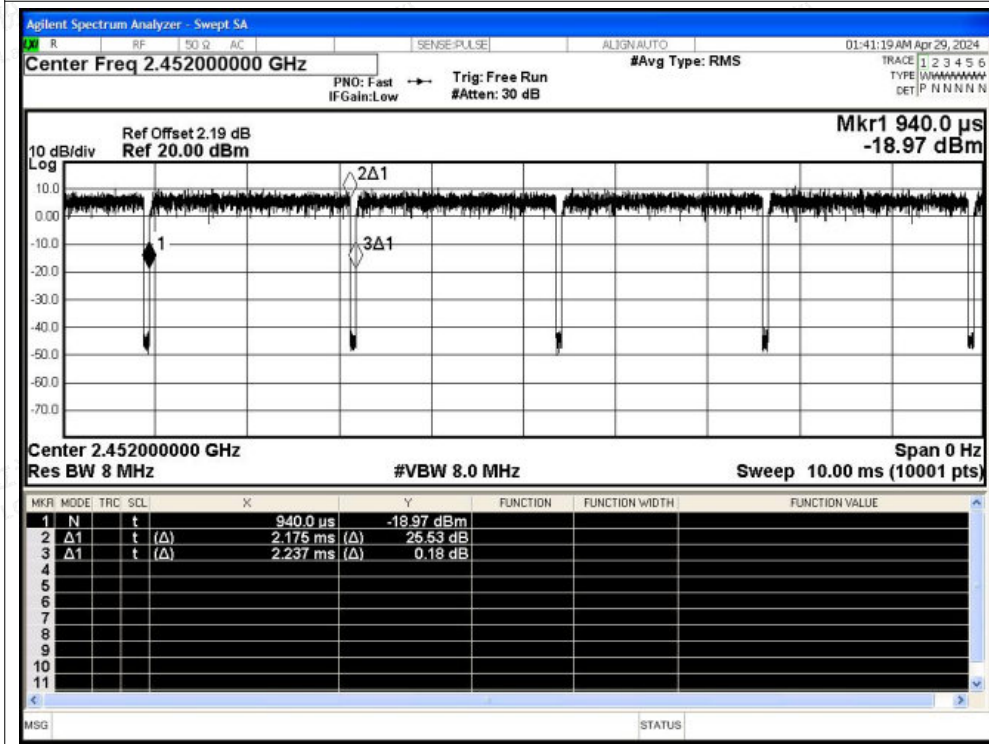 Agilent Spectrum Analyzer - Swept SA
LXI R RF 50 Ω AC SENSE:PULSE ALIGN AUTO 01:41:19 AM Apr 29, 2024
Center Freq 2.452000000 GHz #Avg Type: RMS TRACE 1 2 3 4 5 6
PNO: Fast Trig: Free Run TYPE WWWWWW
IFGain:Low #Atten: 30 dB DET P N N N N N
Mkr1 940.0 µs
Ref Offset 2.19 dB
10 dB/div Ref 20.00 dBm -18.97 dBm
Log
2Δ1
10.0
0.00
1 3Δ1
-10.0
-20.0
-30.0
-40.0
-50.0
-60.0
-70.0
Center 2.452000000 GHz Span 0 Hz
Res BW 8 MHz #VBW 8.0 MHz Sweep 10.00 ms (10001 pts)
MKR MODE TRC SCL X Y FUNCTION FUNCTION WIDTH FUNCTION VALUE
1 N t 940.0 µs -18.97 dBm
2 Δ1 t (Δ) 2.175 ms (Δ) 25.53 dB
3 Δ1 t (Δ) 2.237 ms (Δ) 0.18 dB
4
5
6
7
8
9
10
11
MSG STATUS